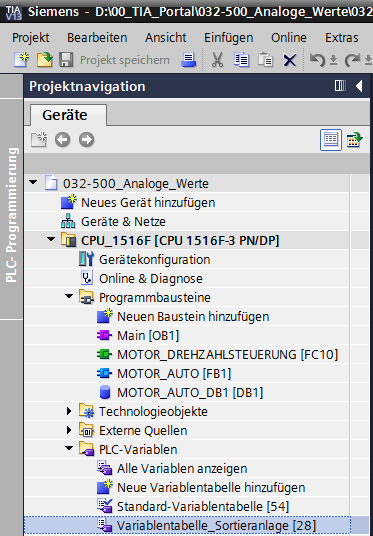 TIA V13 Siemens - D:\00_TIA_Portal\032-500_Analoge_Werte\032
Projekt Bearbeiten Ansicht Einfügen Online Extras
Projekt speichern
Projektnavigation
Geräte
PLC- Programmierung
032-500_Analoge_Werte
Neues Gerät hinzufügen
Geräte & Netze
CPU_1516F [CPU 1516F-3 PN/DP]
Gerätekonfiguration
Online & Diagnose
Programmbausteine
Neuen Baustein hinzufügen
Main [OB1]
MOTOR_DREHZAHLSTEUERUNG [FC10]
MOTOR_AUTO [FB1]
MOTOR_AUTO_DB1 [DB1]
Technologieobjekte
Externe Quellen
PLC-Variablen
Alle Variablen anzeigen
Neue Variablentabelle hinzufügen
Standard-Variablentabelle [54]
Variablentabelle_Sortieranlage [28]